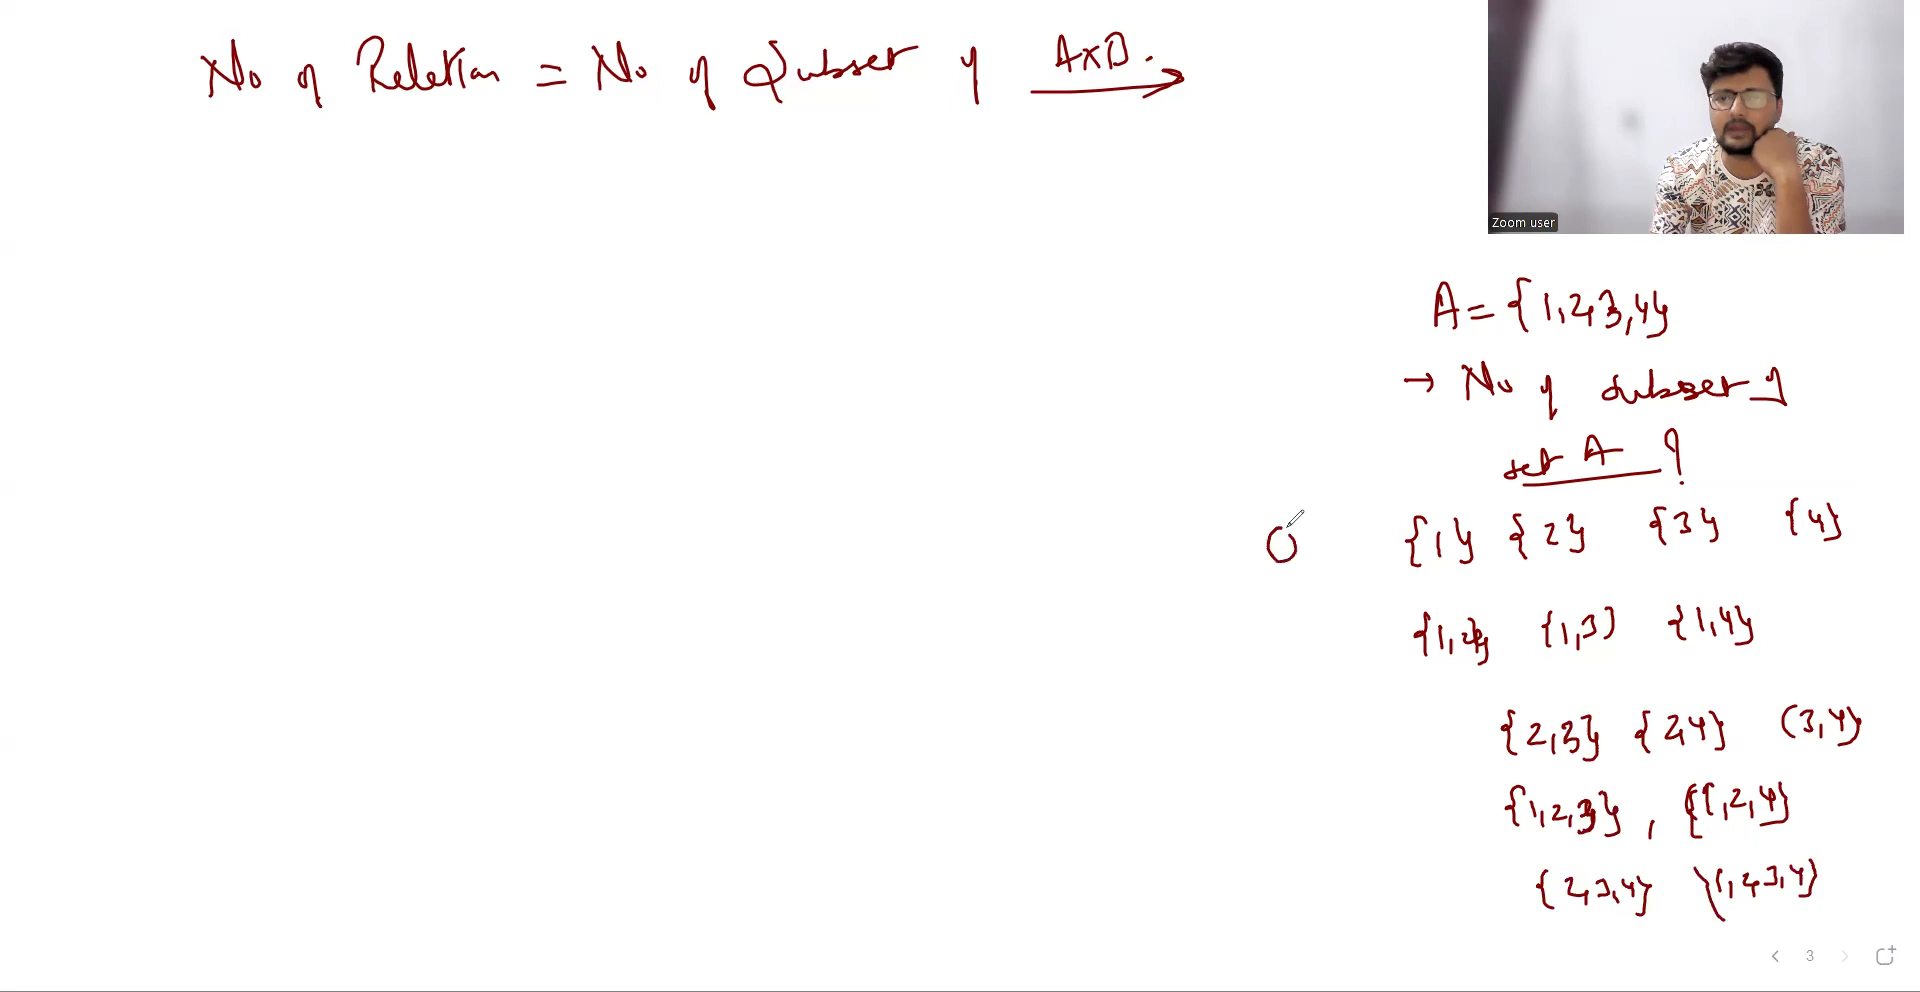 No of Relation = No of Subset of A×B.
Zoom user
A = {1,2,3,4}
→ No of subset of
set A ?
O {1} {2} {3} {4}
{1,2} {1,3} {1,4}
{2,3} {2,4} (3,4}
{1,2,3} , {1,2,4}
{2,3,4} {1,2,3,4}
3